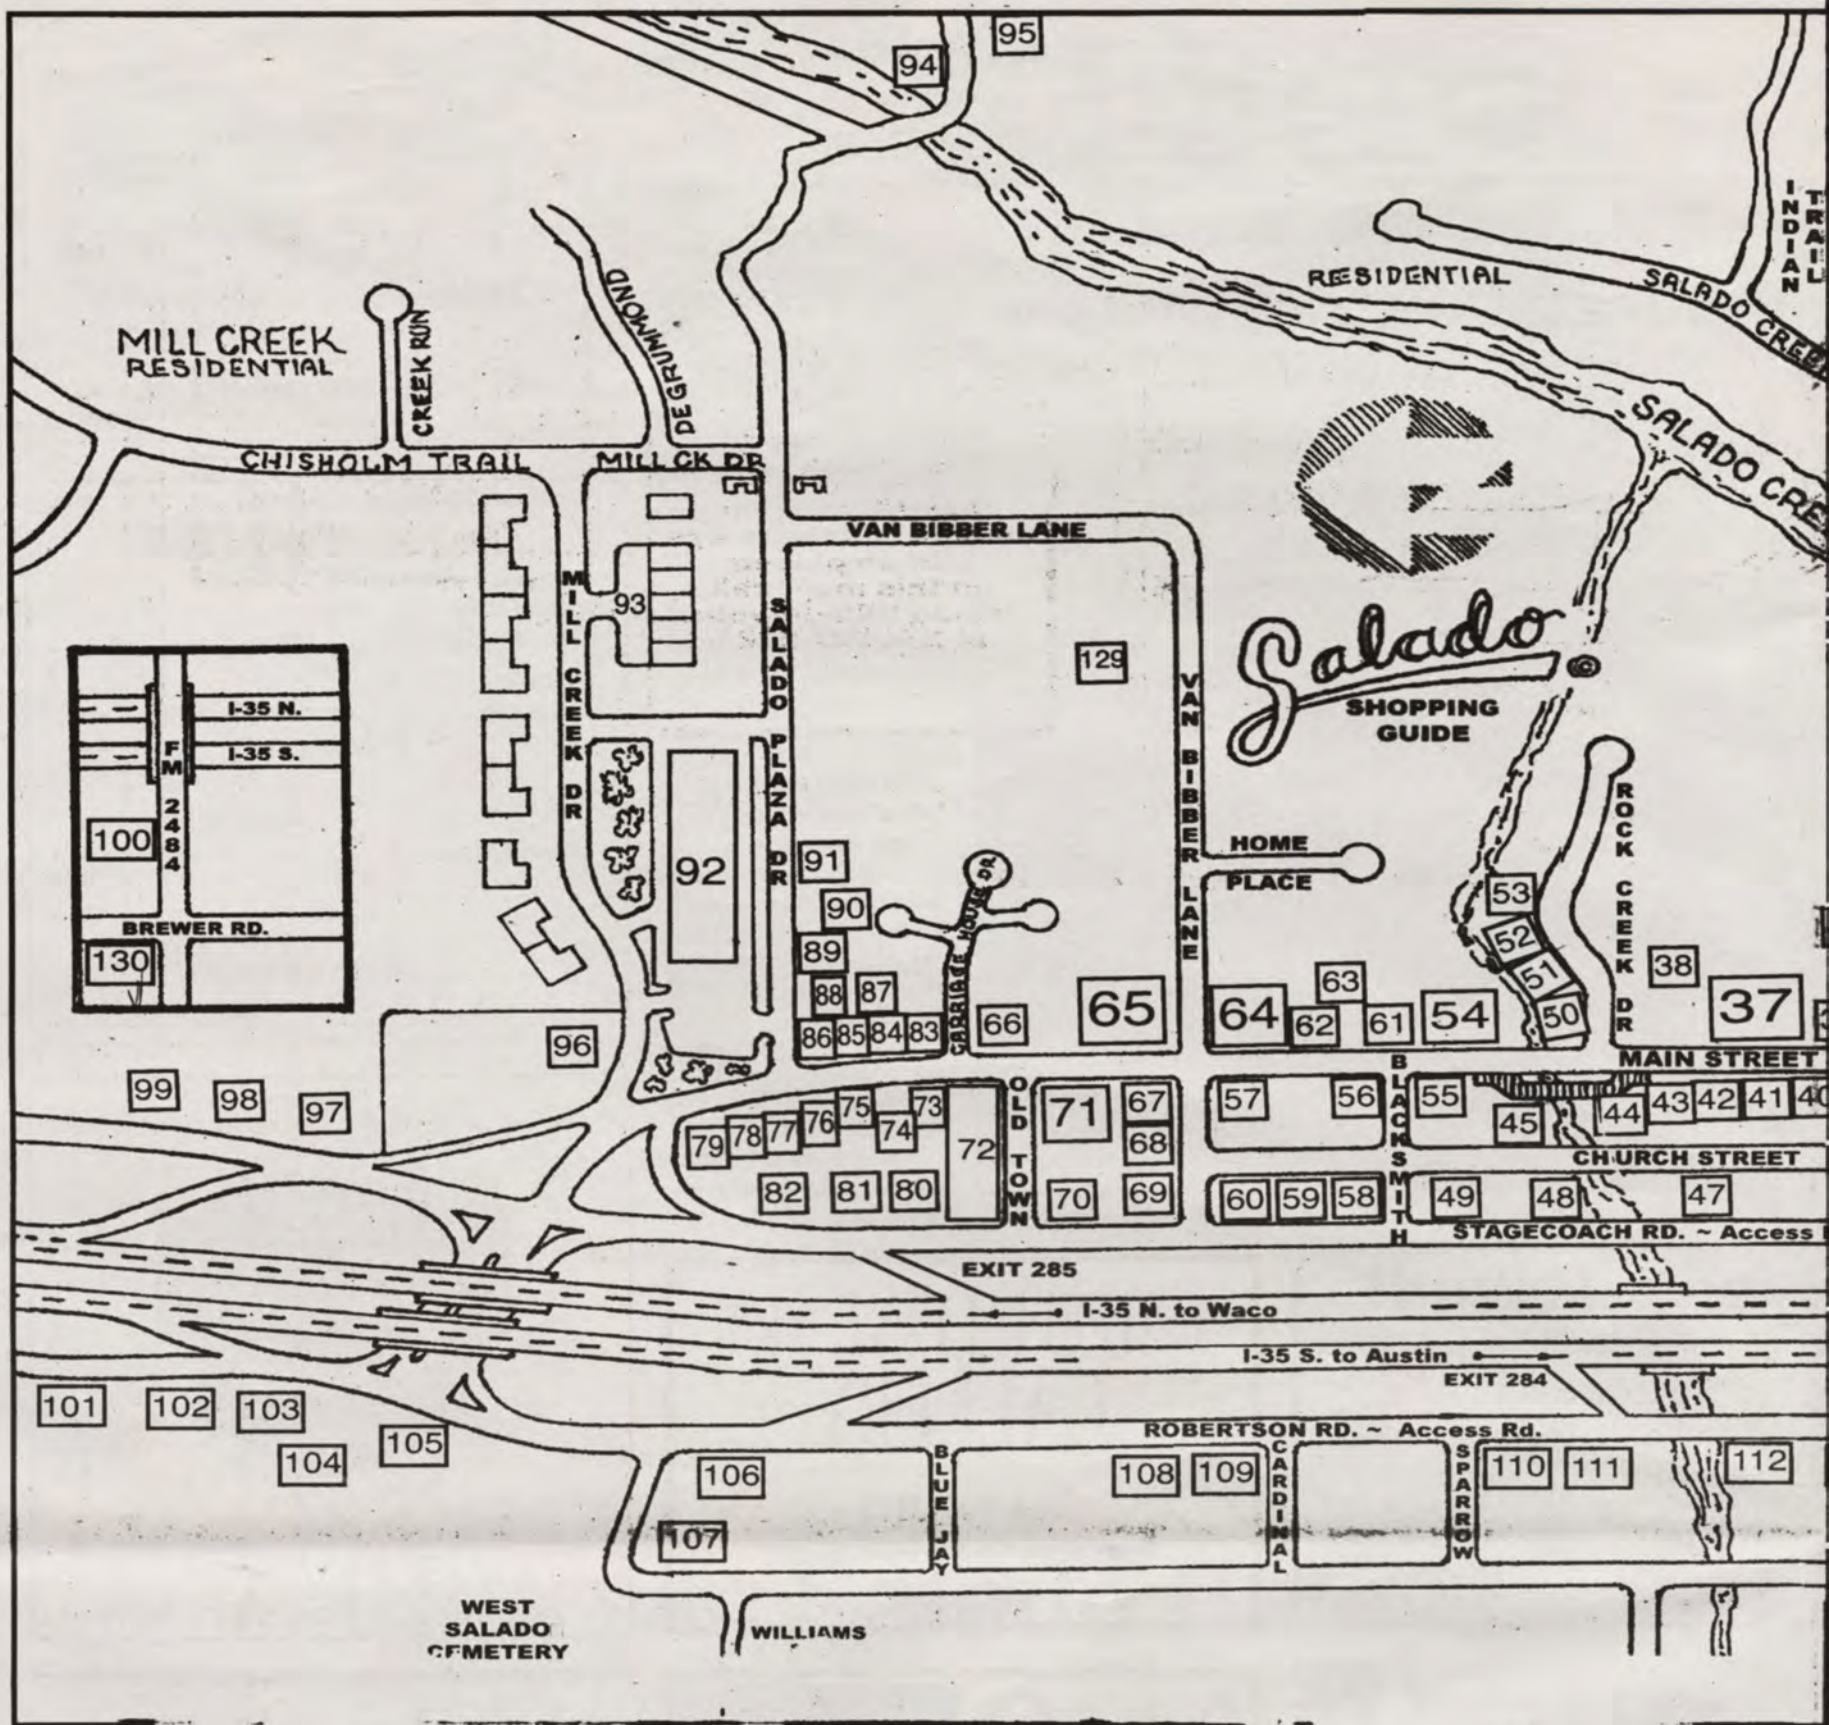 95
94
INDIAN
TRAIL
RESIDENTIAL
SALADO CREE
DEGRUMMOND
CREEK RUN
MILL CREEK
RESIDENTIAL
CHISHOLM TRAIL
MILL CK DR
SALADO CRE
VAN BIBBER LANE
MILL CREEK DR
93
SALADO PLAZA DR
129
VAN BIBBER LANE
Salado
©
SHOPPING
GUIDE
I-35 N.
I-35 S.
FM 2484
100
BREWER RD.
130
92
91
90
89
88
87
86
85
84
83
CARRIAGE HOUSE DR
66
65
HOME
PLACE
ROCK CREEK DR
53
52
51
50
38
37
64
63
62
61
54
MAIN STREET
96
99
98
97
79
78
77
76
75
74
73
72
82
81
80
OLD TOWN
71
67
68
70
69
57
56
BLACKSMITH
55
45
44
43
42
41
40
CHURCH STREET
60
59
58
49
48
47
STAGECOACH RD. ~ Access
EXIT 285
I-35 N. to Waco
I-35 S. to Austin
EXIT 284
ROBERTSON RD. ~ Access Rd.
101
102
103
104
105
106
107
BLUE JAY
108
109
CARDINAL
SPARROW
110
111
112
WEST
SALADO
CEMETERY
WILLIAMS